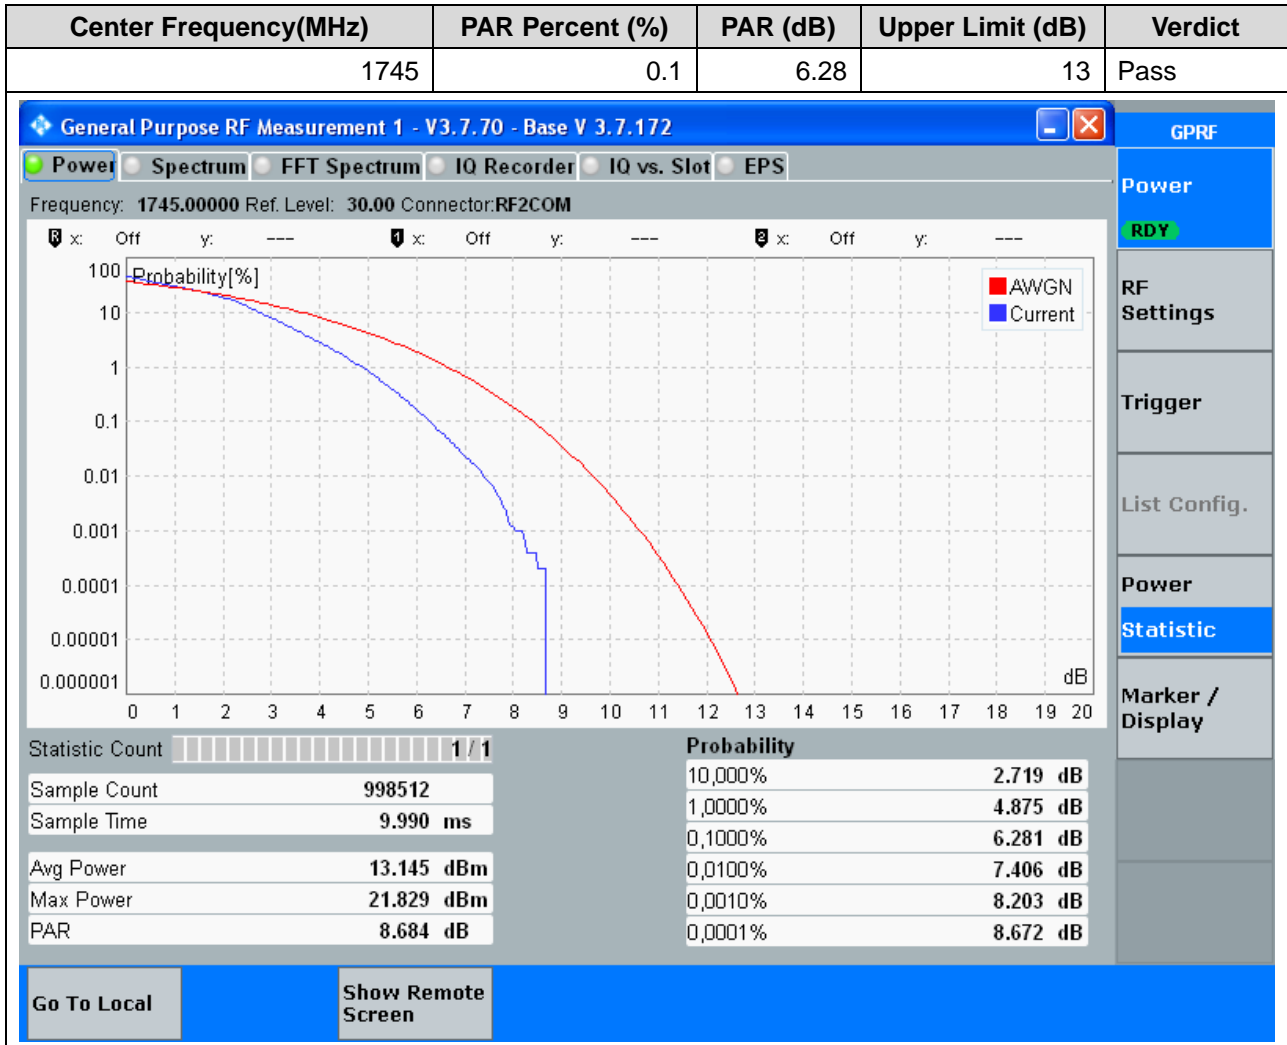 Center Frequency(MHz) PAR Percent (%) PAR (dB) Upper Limit (dB) Verdict
1745 0.1 6.28 13 Pass
General Purpose RF Measurement 1 - V3.7.70 - Base V 3.7.172
GPRF
Power Spectrum FFT Spectrum IQ Recorder IQ vs. Slot EPS
Frequency: 1745.00000 Ref. Level: 30.00 Connector:RF2COM
R x: Off y: --- 1 x: Off y: --- 2 x: Off y: ---
Probability[%]
AWGN
Current
100
10
1
0.1
0.01
0.001
0.0001
0.00001
0.000001
dB
0 1 2 3 4 5 6 7 8 9 10 11 12 13 14 15 16 17 18 19 20
Statistic Count 1 / 1
Sample Count 998512
Sample Time 9.990 ms
Avg Power 13.145 dBm
Max Power 21.829 dBm
PAR 8.684 dB
Probability
10,000% 2.719 dB
1,0000% 4.875 dB
0,1000% 6.281 dB
0,0100% 7.406 dB
0,0010% 8.203 dB
0,0001% 8.672 dB
Power
RDY
RF
Settings
Trigger
List Config.
Power
Statistic
Marker /
Display
Go To Local
Show Remote
Screen